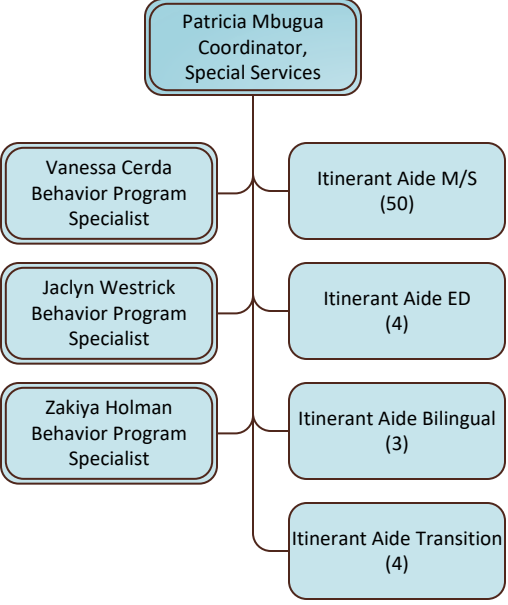 Patricia Mbugua
Coordinator,
Special Services
Vanessa Cerda
Behavior Program
Specialist
Itinerant Aide M/S
(50)
Jaclyn Westrick
Behavior Program
Specialist
Itinerant Aide ED
(4)
Zakiya Holman
Behavior Program
Specialist
Itinerant Aide Bilingual
(3)
Itinerant Aide Transition
(4)